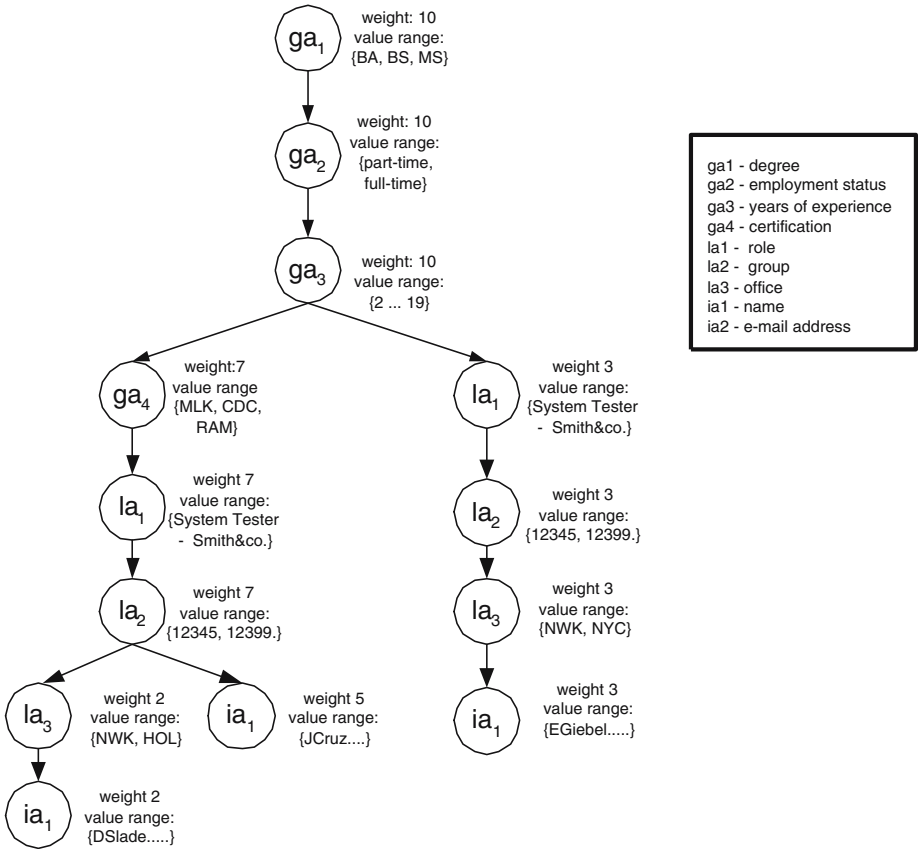 ga1
weight: 10
value range:
{BA, BS, MS}
ga2
weight: 10
value range:
{part-time,
full-time}
ga3
weight: 10
value range:
{2 ... 19}
ga1 - degree
ga2 - employment status
ga3 - years of experience
ga4 - certification
la1 - role
la2 - group
la3 - office
ia1 - name
ia2 - e-mail address
ga4
weight:7
value range
{MLK, CDC,
RAM}
la1
weight 3
value range:
{System Tester
- Smith&co.}
la1
weight 7
value range:
{System Tester
- Smith&co.}
la2
weight 3
value range:
{12345, 12399.}
la2
weight 7
value range:
{12345, 12399.}
la3
weight 3
value range:
{NWK, NYC}
la3
weight 2
value range:
{NWK, HOL}
ia1
weight 5
value range:
{JCruz....}
ia1
weight 3
value range:
{EGiebel.....}
ia1
weight 2
value range:
{DSlade.....}